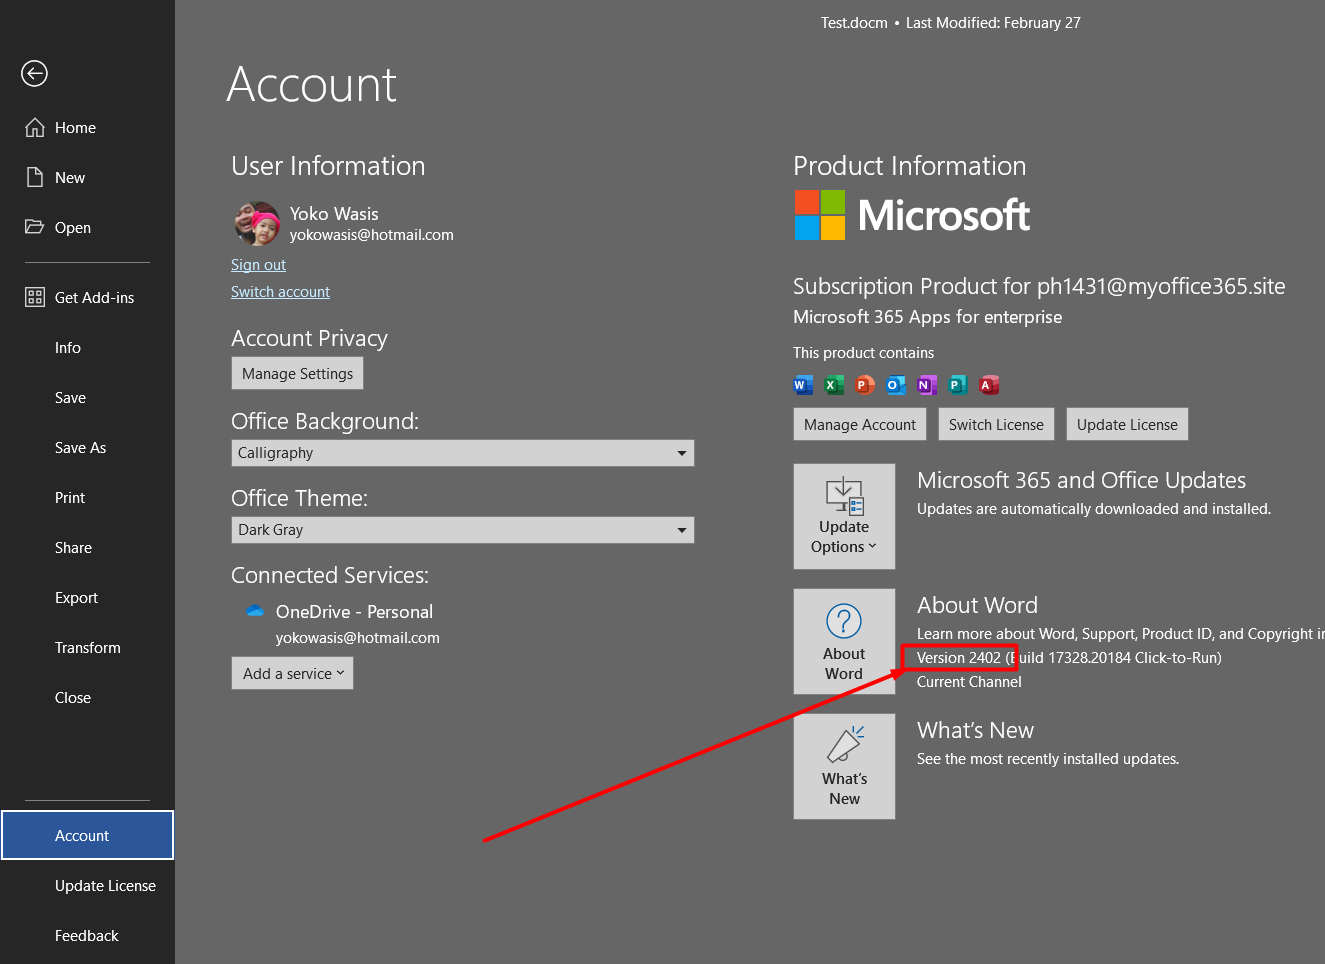 Test.docm • Last Modified: February 27
Home
New
Open
Get Add-ins
Info
Save
Save As
Print
Share
Export
Transform
Close
Account
Update License
Feedback
Account
User Information
Yoko Wasis
yokowasis@hotmail.com
Sign out
Switch account
Account Privacy
Manage Settings
Office Background:
Calligraphy
Office Theme:
Dark Gray
Connected Services:
OneDrive - Personal
yokowasis@hotmail.com
Add a service
Product Information
Microsoft
Subscription Product for ph1431@myoffice365.site
Microsoft 365 Apps for enterprise
This product contains
W X P O N P A
Manage Account Switch License Update License
Update
Options
Microsoft 365 and Office Updates
Updates are automatically downloaded and installed.
About
Word
About Word
Learn more about Word, Support, Product ID, and Copyright in
Version 2402 (Build 17328.20184 Click-to-Run)
Current Channel
What's
New
What's New
See the most recently installed updates.